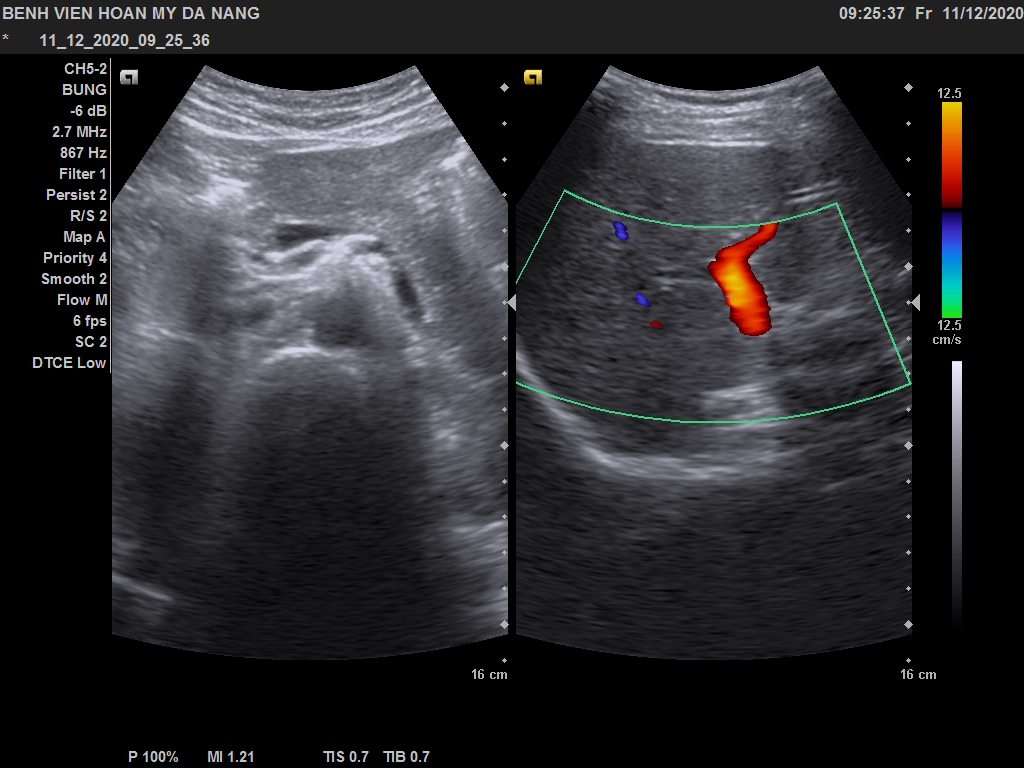 BENH VIEN HOAN MY DA NANG
09:25:37 Fr 11/12/2020
* 11_12_2020_09_25_36
CH5-2
BUNG
-6 dB
2.7 MHz
867 Hz
Filter 1
Persist 2
R/S 2
Map A
Priority 4
Smooth 2
Flow M
6 fps
SC 2
DTCE Low
12.5
12.5
cm/s
16 cm
16 cm
P 100% MI 1.21 TIS 0.7 TIB 0.7